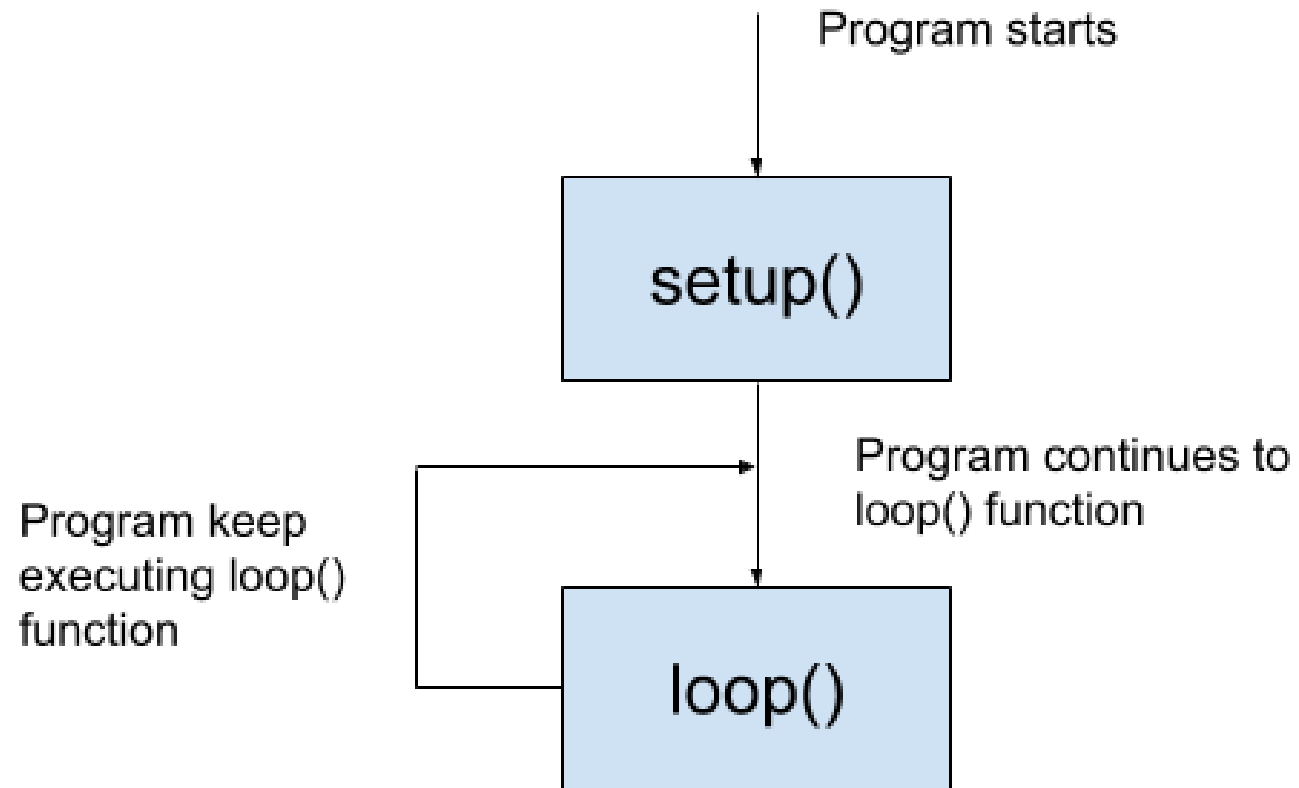 Program starts
setup()
Program continues to
loop() function
Program keep
executing loop()
function
loop()